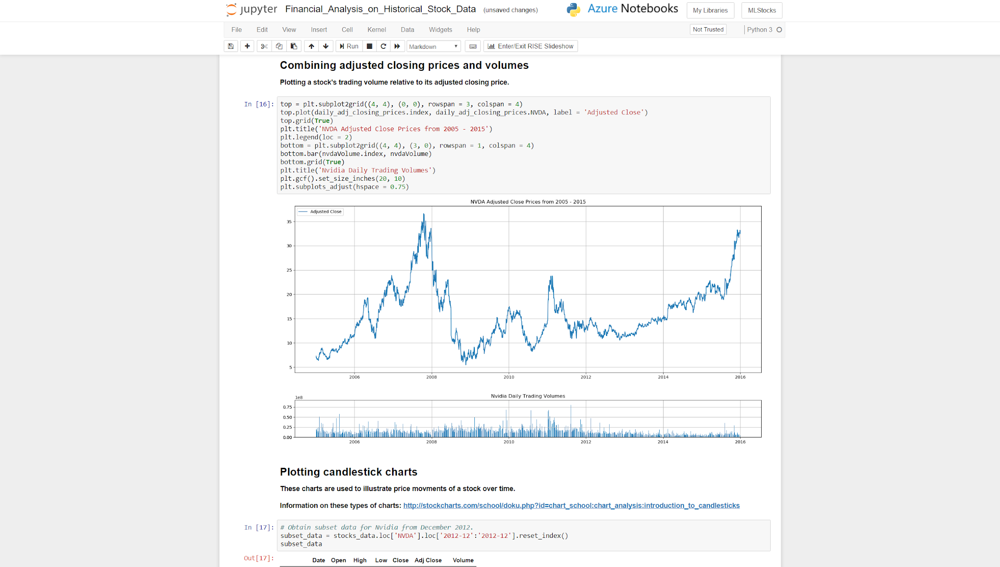 jupyter Financial_Analysis_on_Historical_Stock_Data (unsaved changes) Azure Notebooks My Libraries MLStocks
File Edit View Insert Cell Kernel Data Widgets Help Not Trusted Python 3
Run Markdown Enter/Exit RISE Slideshow
Combining adjusted closing prices and volumes
Plotting a stock's trading volume relative to its adjusted closing price.
In [16]: top = plt.subplot2grid((4, 4), (0, 0), rowspan = 3, colspan = 4)
top.plot(daily_adj_closing_prices.index, daily_adj_closing_prices.NVDA, label = 'Adjusted Close')
top.grid(True)
plt.title('NVDA Adjusted Close Prices from 2005 - 2015')
plt.legend(loc = 2)
bottom = plt.subplot2grid((4, 4), (3, 0), rowspan = 1, colspan = 4)
bottom.bar(nvdaVolume.index, nvdaVolume)
bottom.grid(True)
plt.title('Nvidia Daily Trading Volumes')
plt.gcf().set_size_inches(20, 10)
plt.subplots_adjust(hspace = 0.75)
NVDA Adjusted Close Prices from 2005 - 2015
Adjusted Close
35
30
25
20
15
10
5
2006 2008 2010 2012 2014 2016
Nvidia Daily Trading Volumes
1e8
0.75
0.50
0.25
0.00
2006 2008 2010 2012 2014 2016
Plotting candlestick charts
These charts are used to illustrate price movments of a stock over time.
Information on these types of charts: http://stockcharts.com/school/doku.php?id=chart_school:chart_analysis:introduction_to_candlesticks
In [17]: # Obtain subset data for Nvidia from December 2012.
subset_data = stocks_data.loc['NVDA'].loc['2012-12':'2012-12'].reset_index()
subset_data
Out[17]: Date Open High Low Close Adj Close Volume